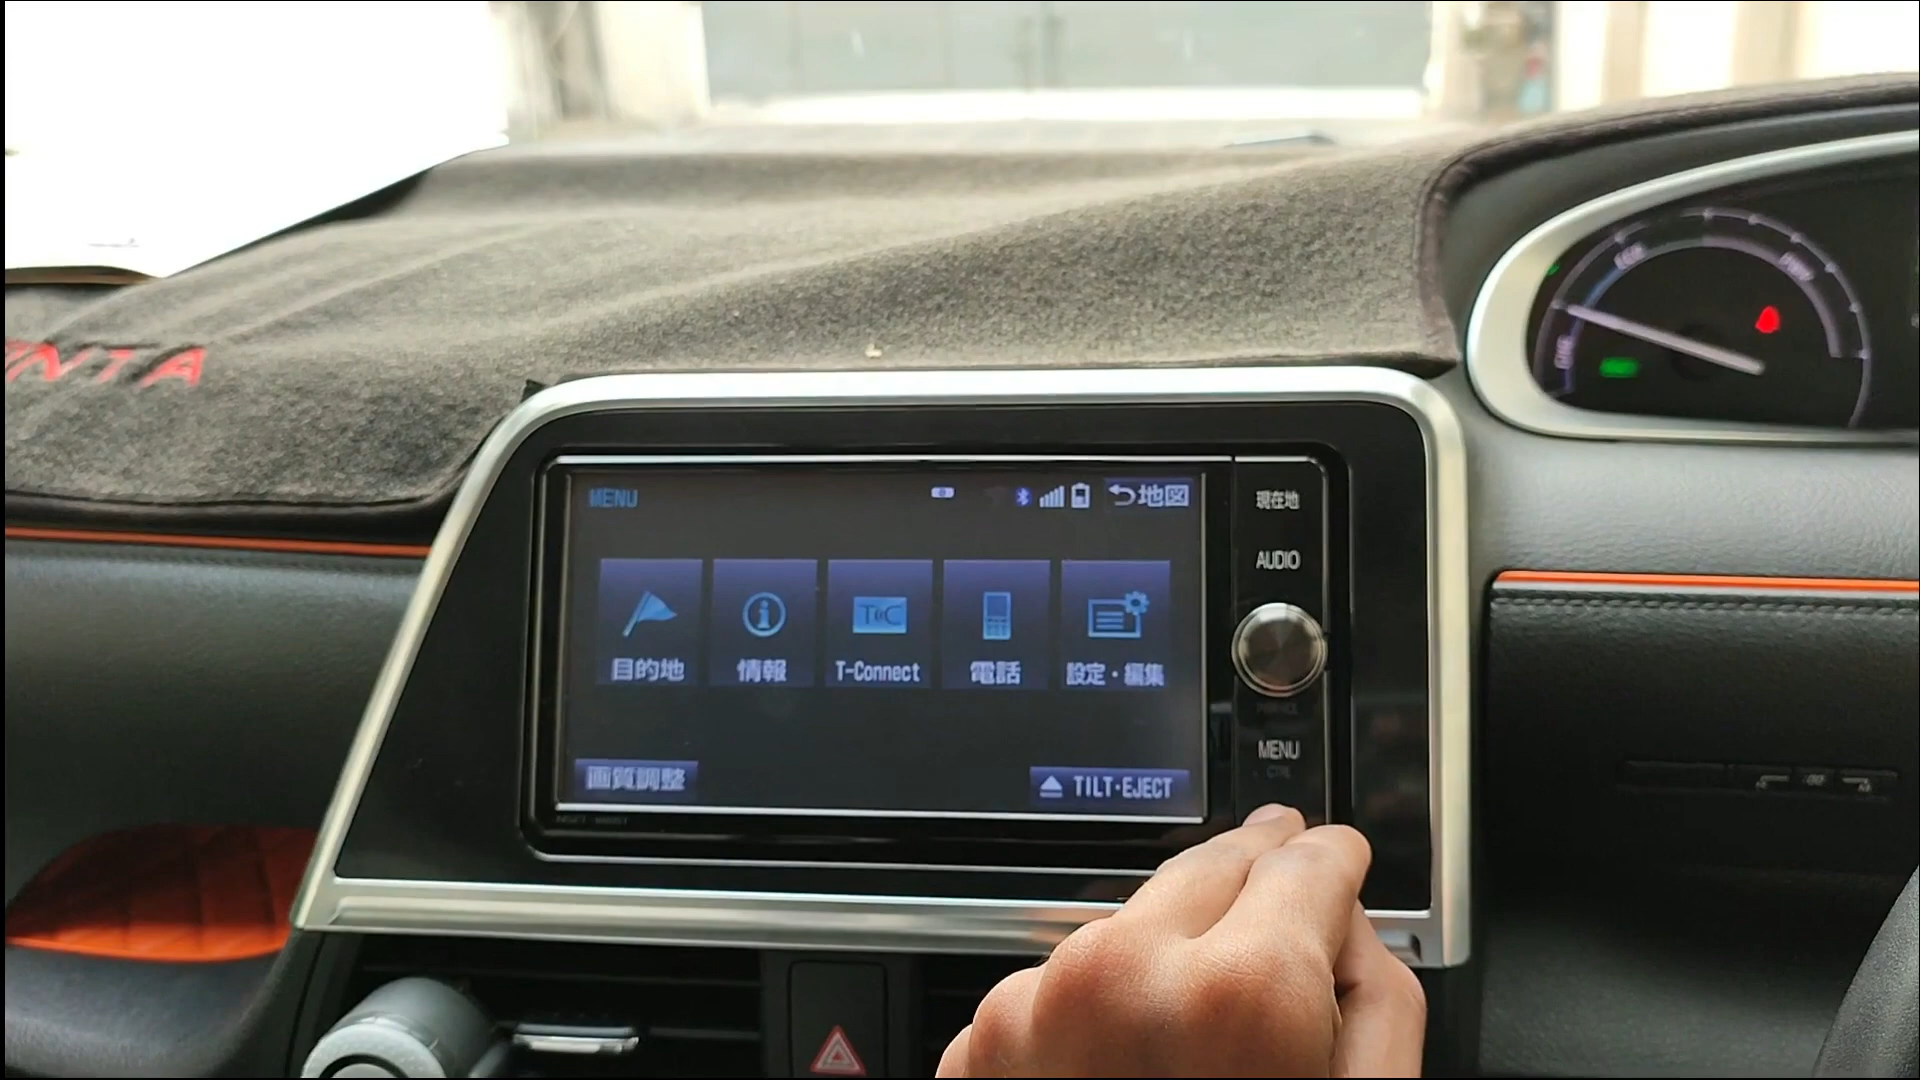 MENU
地図
現在地
AUDIO
目的地
情報
T-Connect
電話
設定・編集
MENU
画質調整
TILT・EJECT